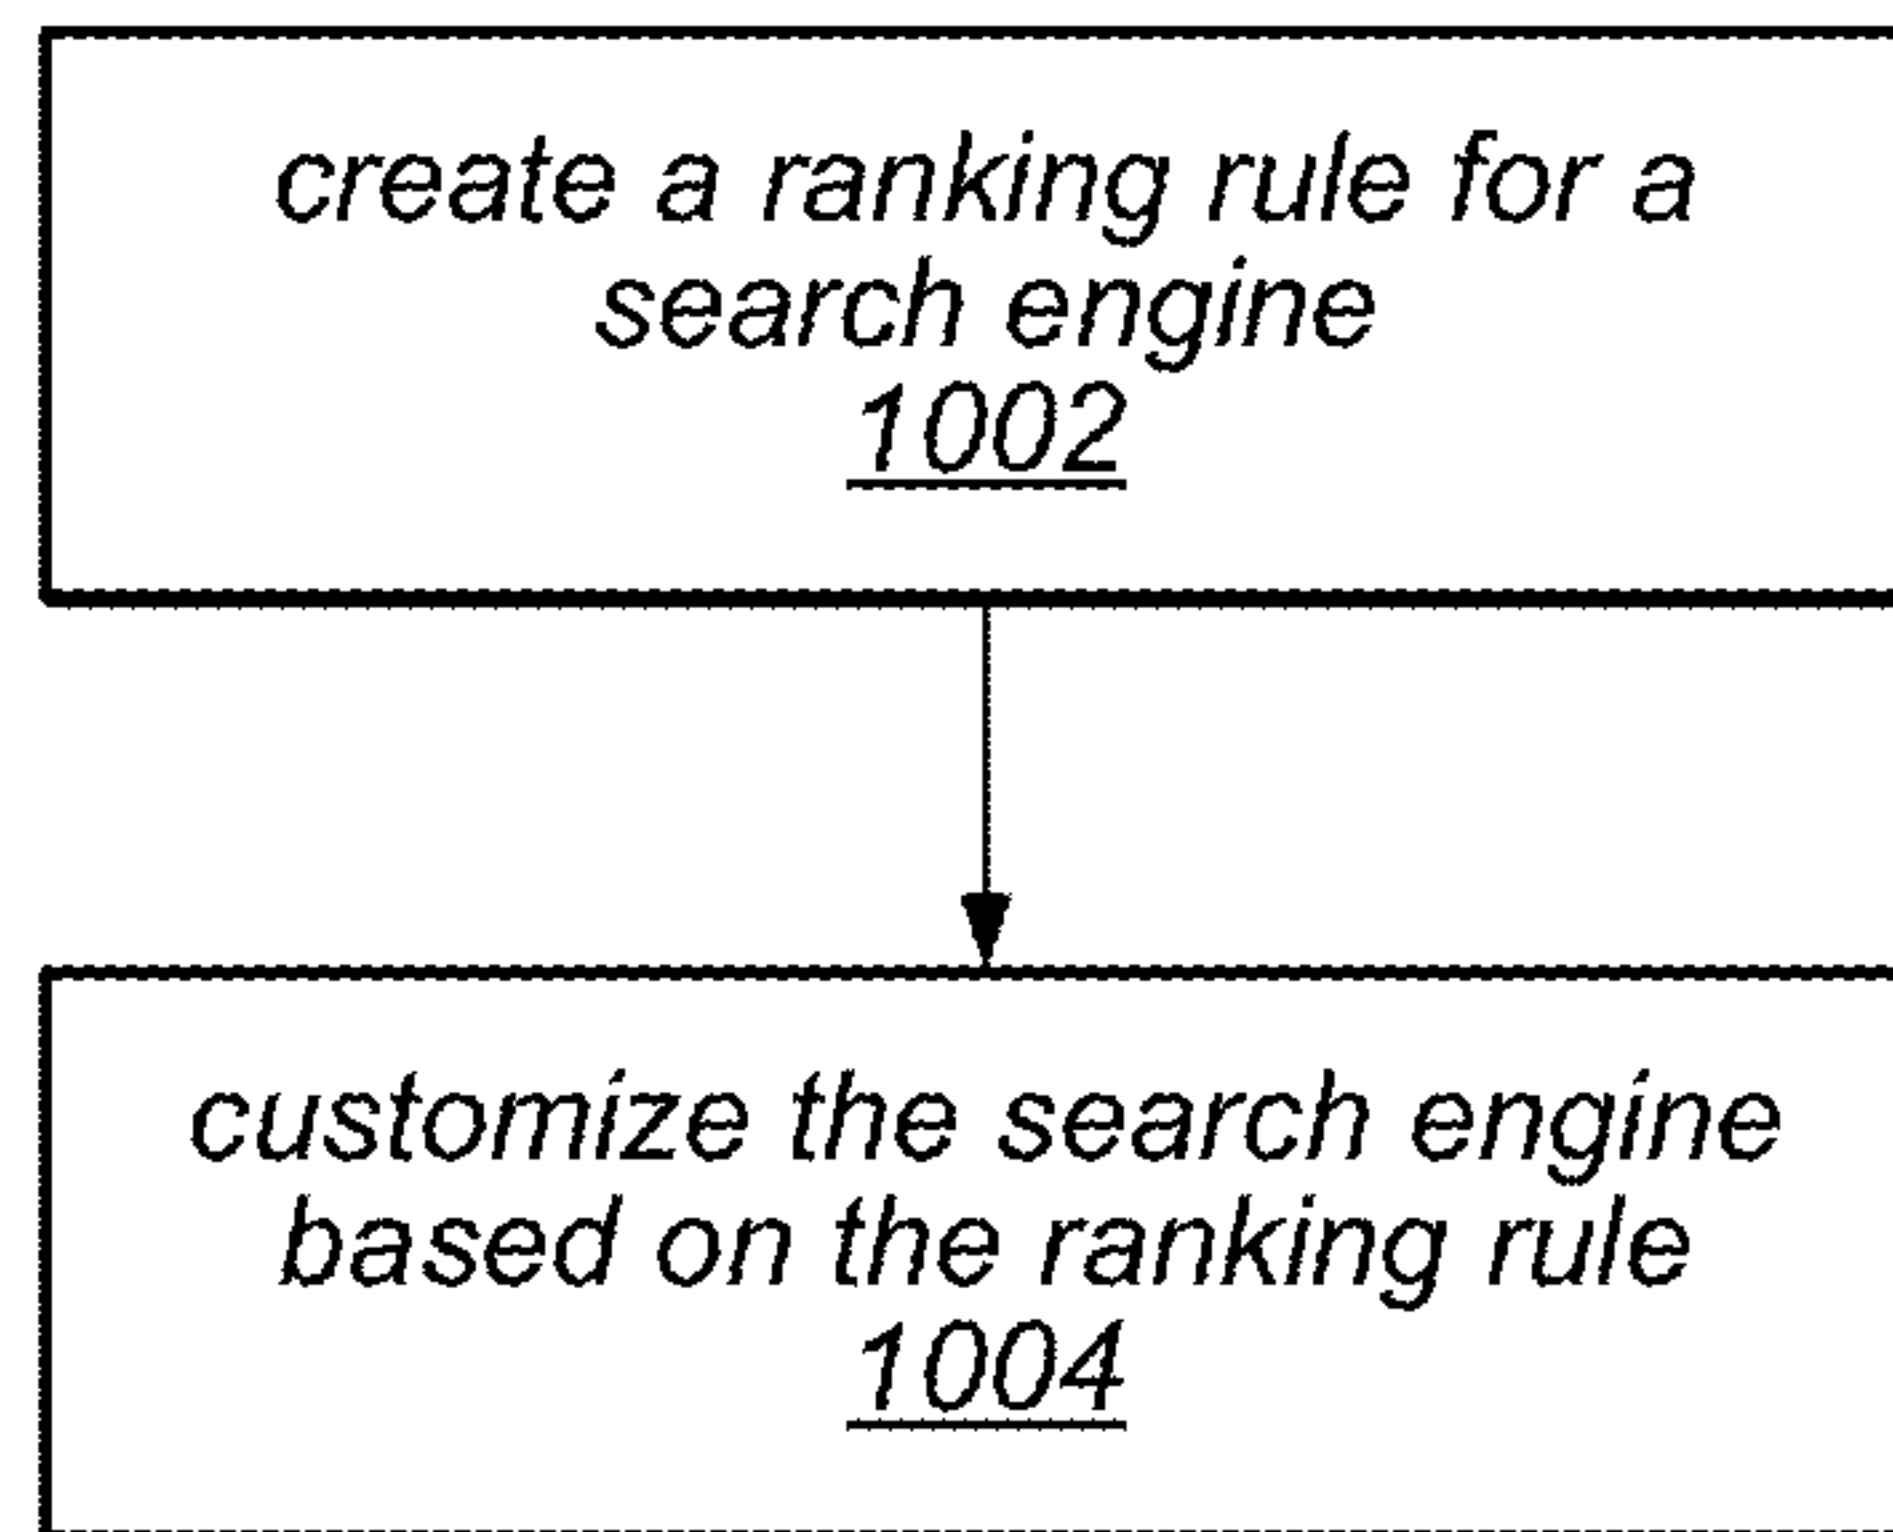 create a ranking rule for a
search engine
1002
customize the search engine
based on the ranking rule
1004